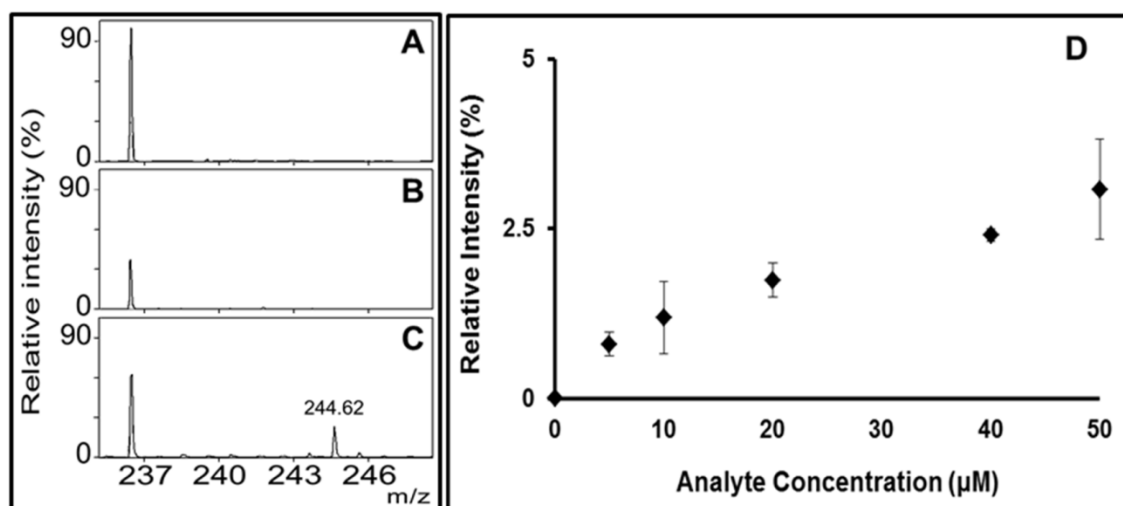 A
90
0
B
90
0
C
90
244.62
0
237 240 243 246
m/z
Relative intensity (%)
D
5
2.5
0
0 10 20 30 40 50
Relative Intensity (%)
Analyte Concentration (µM)